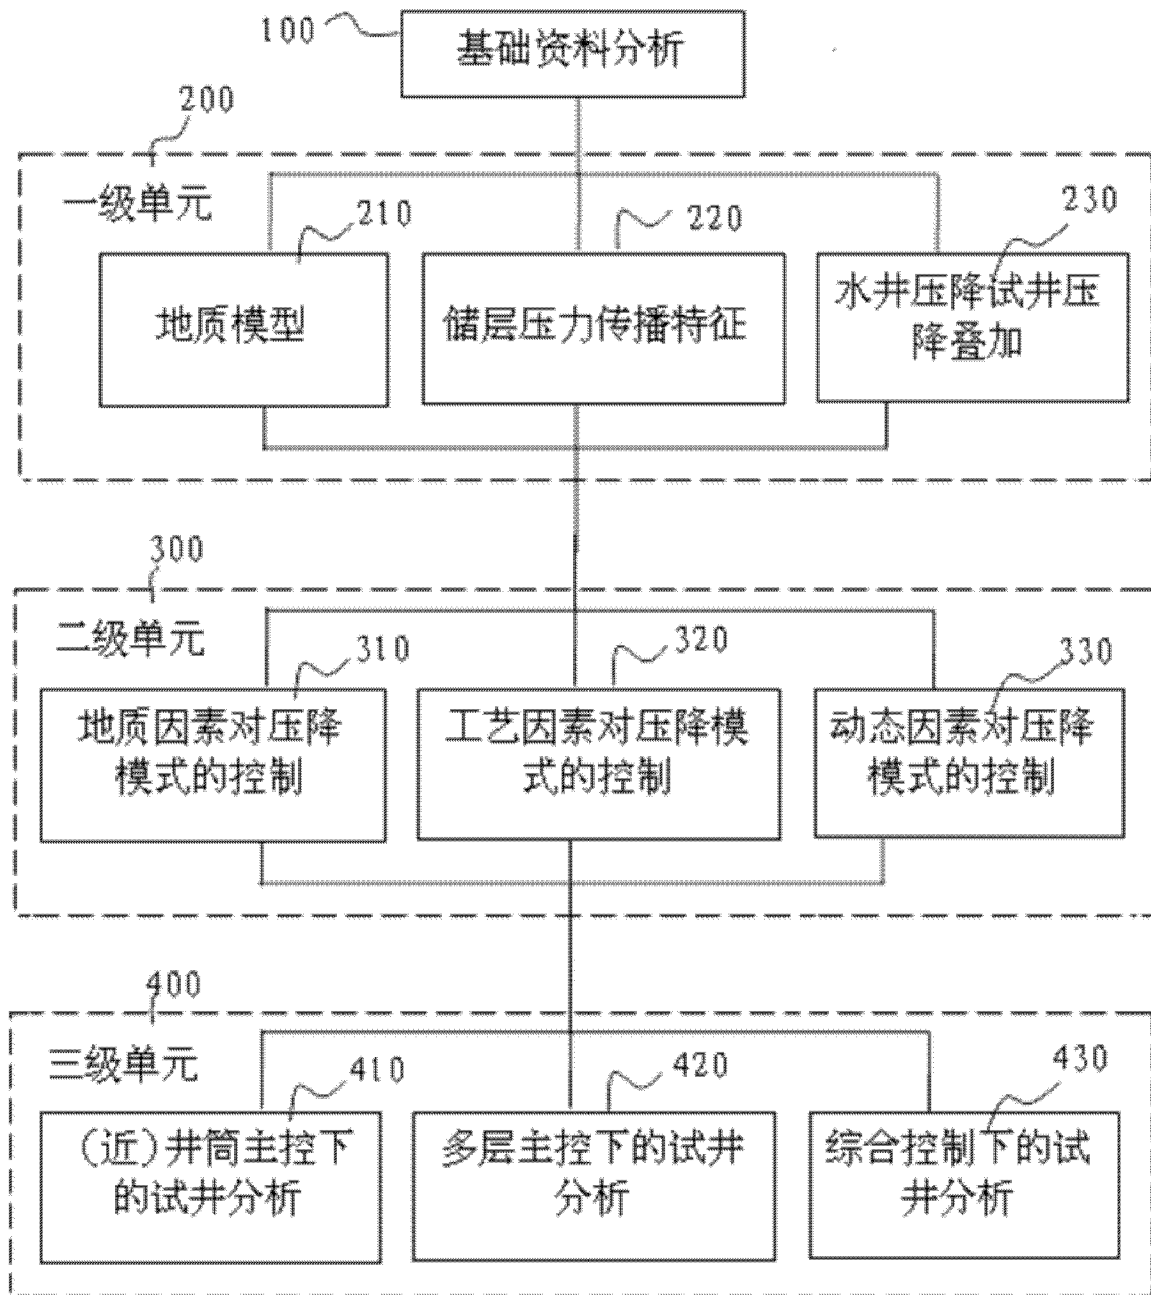 100
基础资料分析
200
一级单元
210
220
230
地质模型
储层压力传播特征
水井压降试井压
降叠加
300
二级单元
310
320
330
地质因素对压降
模式的控制
工艺因素对压降模
式的控制
动态因素对压降
模式的控制
400
三级单元
410
420
430
(近)井筒主控下
的试井分析
多层主控下的试井
分析
综合控制下的试
井分析